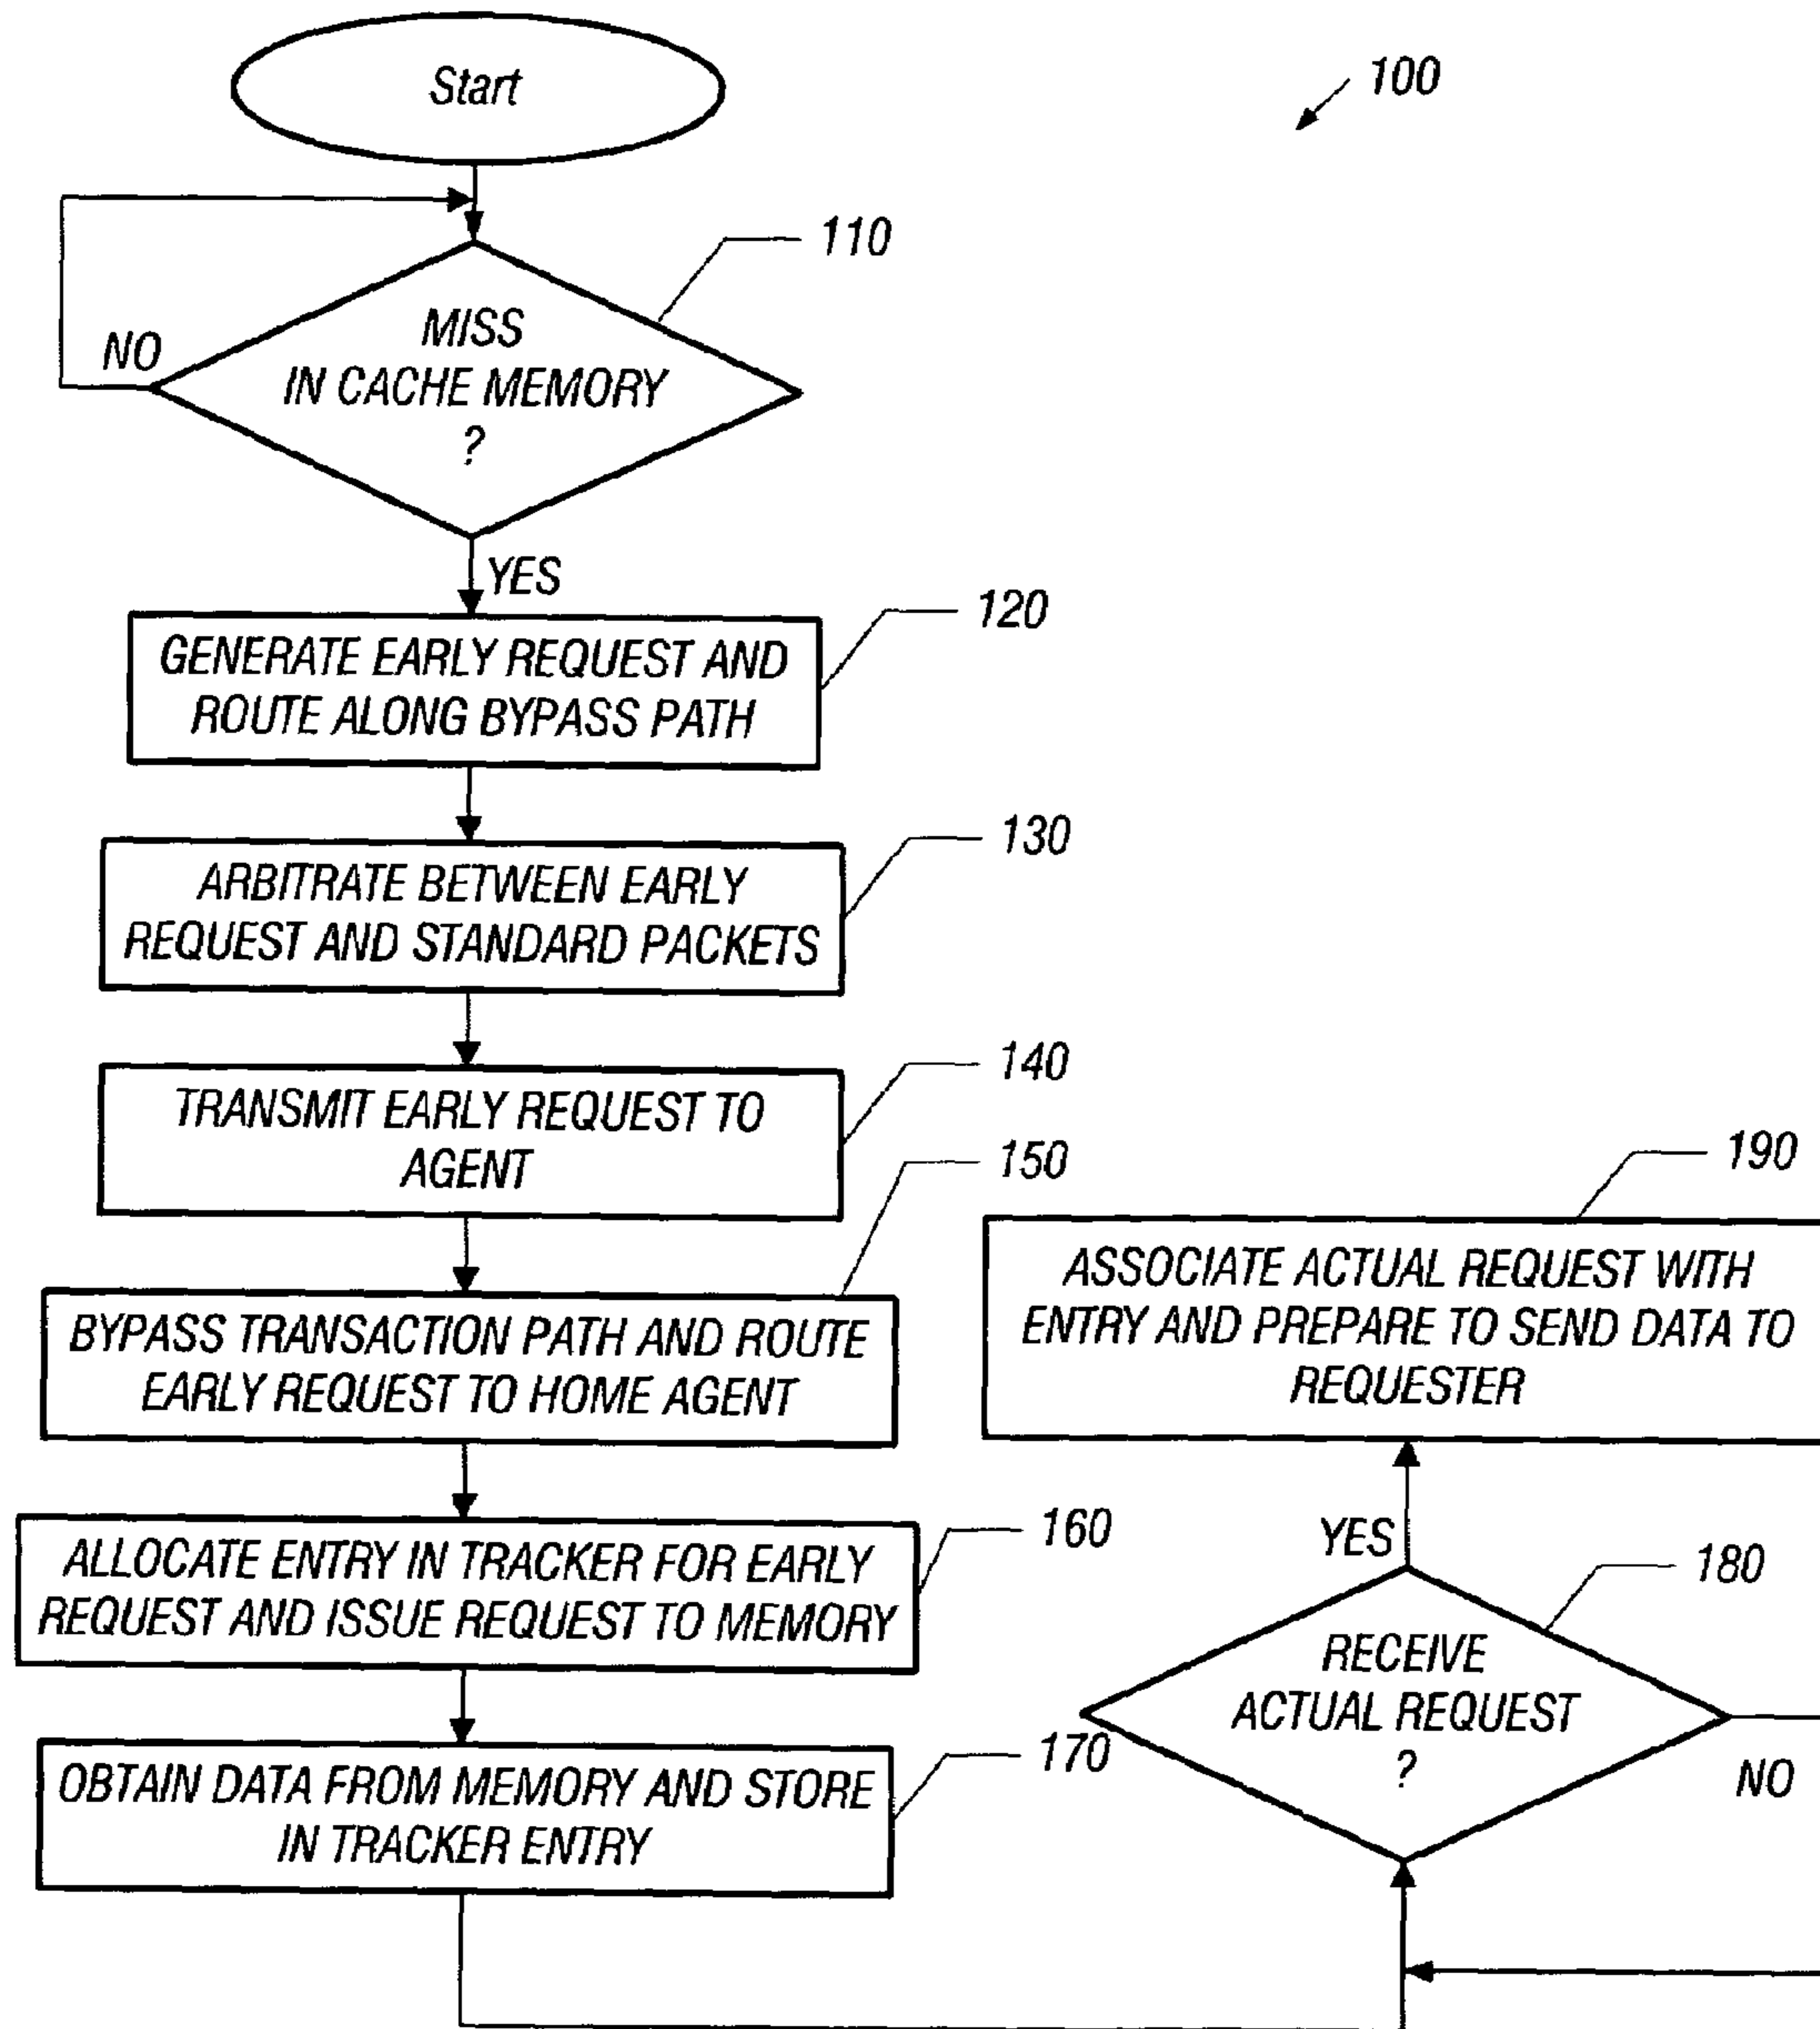 Start
100
110
MISS
IN CACHE MEMORY
?
NO
YES
120
GENERATE EARLY REQUEST AND
ROUTE ALONG BYPASS PATH
130
ARBITRATE BETWEEN EARLY
REQUEST AND STANDARD PACKETS
140
TRANSMIT EARLY REQUEST TO
AGENT
150
BYPASS TRANSACTION PATH AND ROUTE
EARLY REQUEST TO HOME AGENT
160
ALLOCATE ENTRY IN TRACKER FOR EARLY
REQUEST AND ISSUE REQUEST TO MEMORY
170
OBTAIN DATA FROM MEMORY AND STORE
IN TRACKER ENTRY
180
RECEIVE
ACTUAL REQUEST
?
NO
YES
190
ASSOCIATE ACTUAL REQUEST WITH
ENTRY AND PREPARE TO SEND DATA TO
REQUESTER